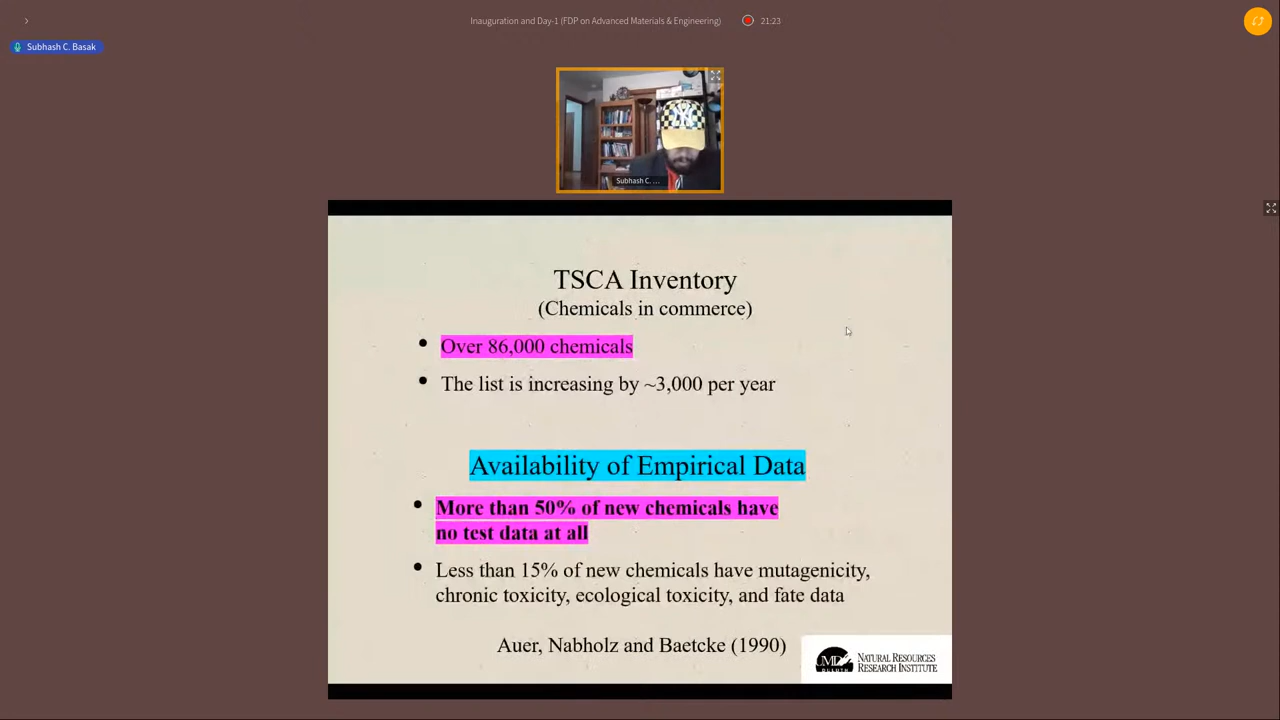 Inauguration and Day-1 (FDP on Advanced Materials & Engineering) 21:23
Subhash C. Basak
Subhash C. ...
TSCA Inventory
(Chemicals in commerce)
• Over 86,000 chemicals
• The list is increasing by ~3,000 per year
Availability of Empirical Data
• More than 50% of new chemicals have
no test data at all
• Less than 15% of new chemicals have mutagenicity,
chronic toxicity, ecological toxicity, and fate data
Auer, Nabholz and Baetcke (1990)
NATURAL RESOURCES
RESEARCH INSTITUTE